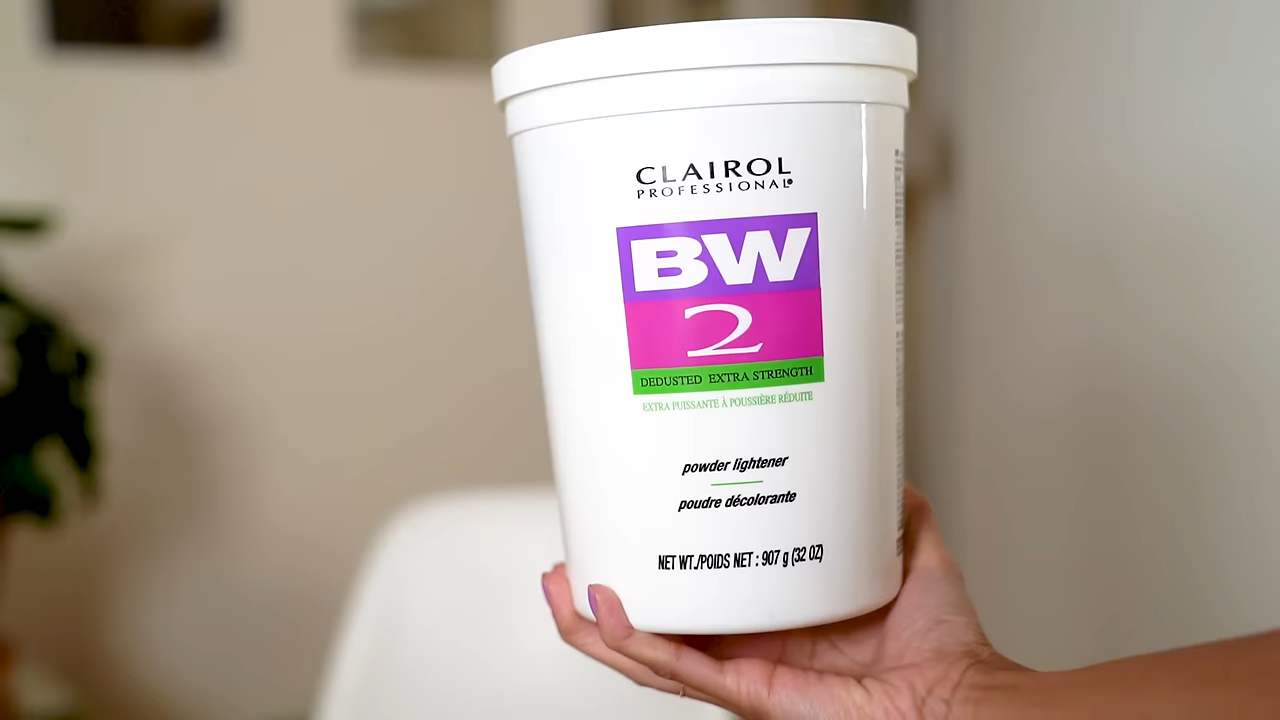 CLAIROL
PROFESSIONAL
BW
2
DEDUSTED EXTRA STRENGTH
EXTRA PUISSANTE À POUSSIÈRE RÉDUITE
powder lightener
poudre décolorante
NET WT./POIDS NET : 907 g (32 OZ)